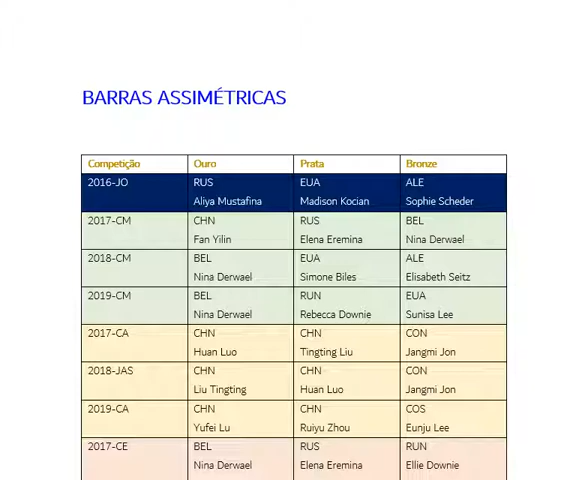 BARRAS ASSIMÉTRICAS
Competição Ouro Prata Bronze
2016-JO RUS EUA ALE
Aliya Mustafina Madison Kocian Sophie Scheder
2017-CM CHN RUS BEL
Fan Yilin Elena Eremina Nina Derwael
2018-CM BEL EUA ALE
Nina Derwael Simone Biles Elisabeth Seitz
2019-CM BEL RUN EUA
Nina Derwael Rebecca Downie Sunisa Lee
2017-CA CHN CHN CON
Huan Luo Tingting Liu Jangmi Jon
2018-JAS CHN CHN CON
Liu Tingting Huan Luo Jangmi Jon
2019-CA CHN CHN COS
Yufei Lu Ruiyu Zhou Eunju Lee
2017-CE BEL RUS RUN
Nina Derwael Elena Eremina Ellie Downie